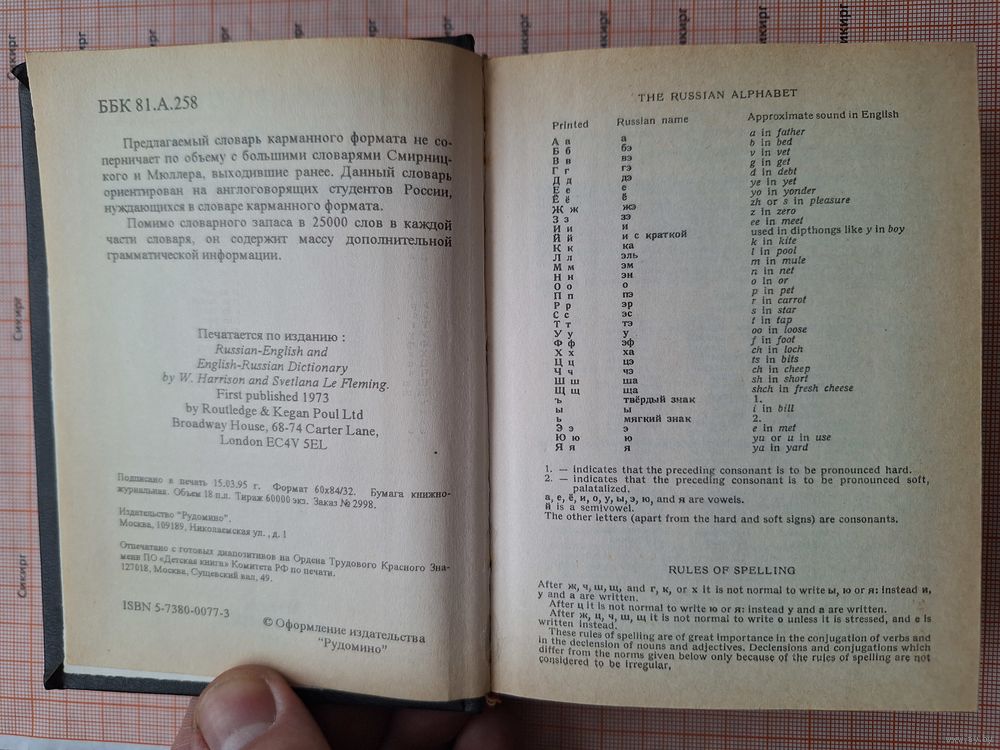 ББК 81.А.258
Предлагаемый словарь карманного формата не со-
перничает по объему с большими словарями Смирниц-
кого и Мюллера, выходившие ранее. Данный словарь
ориентирован на англоговорящих студентов России,
нуждающихся в словаре карманного формата.
Помимо словарного запаса в 25000 слов в каждой
части словаря, он содержит массу дополнительной
грамматической информации.
Печатается по изданию :
Russian-English and
English-Russian Dictionary
by W. Harrison and Svetlana Le Fleming.
First published 1973
by Routledge & Kegan Poul Ltd
Broadway House, 68-74 Carter Lane,
London EC4V 5EL
Подписано в печать 15.03.95 г. Формат 60x84/32. Бумага книжно-
журнальная. Объем 18 п.л. Тираж 60000 экз. Заказ № 2998.
Издательство "Рудомино",
Москва, 109189, Николоямская ул., д. 1
Отпечатано с готовых диапозитивов на Ордена Трудового Красного Зна-
мени ПО «Детская книга» Комитета РФ по печати.
127018, Москва, Сущевский вал, 49.
ISBN 5-7380-0077-3
© Оформление издательства
"Рудомино"
THE RUSSIAN ALPHABET
Printed Russian name Approximate sound in English
А а а a in father
Б б бэ b in bed
В в вэ v in vet
Г г гэ g in get
Д д дэ d in debt
Е е е ye in yet
Ё ё ё yo in yonder
Ж ж жэ zh or s in pleasure
З з зэ z in zero
И и и ee in meet
Й й и с краткой used in dipthongs like y in boy
К к ка k in kite
Л л эль l in pool
М м эм m in mule
Н н эн n in net
О о о o in or
П п пэ p in pet
Р р эр r in carrot
С с эс s in star
Т т тэ t in tap
У у у oo in loose
Ф ф эф f in foot
Х х ха ch in loch
Ц ц цэ ts in bits
Ч ч чэ ch in cheep
Ш ш ша sh in short
Щ щ ща shch in fresh cheese
ъ твёрдый знак 1.
ы ы i in bill
ь мягкий знак 2.
Э э э e in met
Ю ю ю yu or u in use
Я я я ya in yard
1. — indicates that the preceding consonant is to be pronounced hard.
2. — indicates that the preceding consonant is to be pronounced soft,
palatalized.
а, е, ё, и, о, у, ы, э, ю, and я are vowels.
й is a semivowel.
The other letters (apart from the hard and soft signs) are consonants.
RULES OF SPELLING
After ж, ч, ш, щ, and г, к, or х it is not normal to write ы, ю or я: instead и,
у and а are written.
After ц it is not normal to write ю or я: instead у and а are written.
After ж, ц, ч, ш, щ it is not normal to write о unless it is stressed, and е is
written instead.
These rules of spelling are of great importance in the conjugation of verbs and
in the declension of nouns and adjectives. Declensions and conjugations which
differ from the norms given below only because of the rules of spelling are not
considered to be irregular,
Сикирг
Сикирг
Сикирг